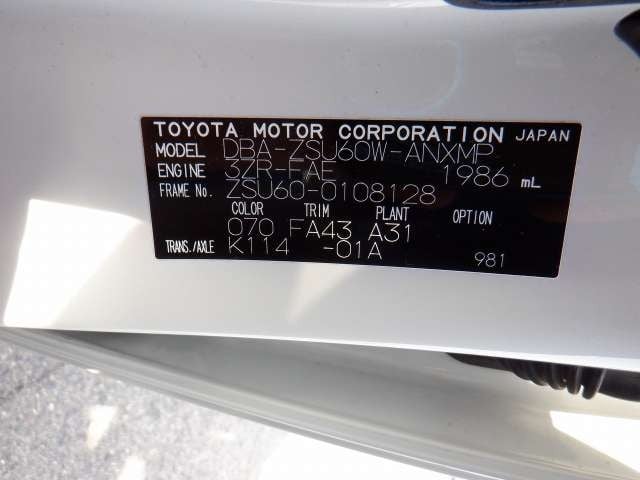 TOYOTA MOTOR CORPORATION JAPAN
MODEL DBA-ZSU60W-ANXMP
ENGINE 3ZR-FAE 1986 mL
FRAME No. ZSU60-0108128
COLOR TRIM PLANT OPTION
070 FA43 A31
TRANS./AXLE K114 -01A 981